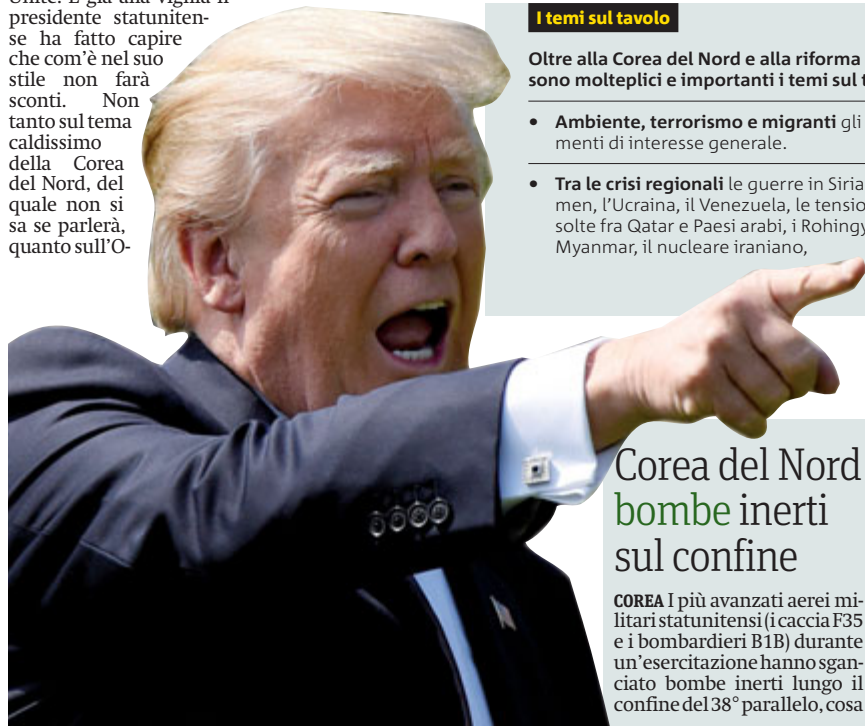 presidente statuniten-
se ha fatto capire
che com'è nel suo
stile non farà
sconti. Non
tanto sul tema
caldissimo
della Corea
del Nord, del
quale non si
sa se parlerà,
quanto sull'O-
I temi sul tavolo
Oltre alla Corea del Nord e alla riforma
sono molteplici e importanti i temi sul
• Ambiente, terrorismo e migranti gli
menti di interesse generale.
• Tra le crisi regionali le guerre in Siria
men, l'Ucraina, il Venezuela, le tensio
solte fra Qatar e Paesi arabi, i Rohingy
Myanmar, il nucleare iraniano,
Corea del Nord
bombe inerti
sul confine
COREA I più avanzati aerei mi-
litari statunitensi (i caccia F35
e i bombardieri B1B) durante
un'esercitazione hanno sgan-
ciato bombe inerti lungo il
confine del 38° parallelo, cosa